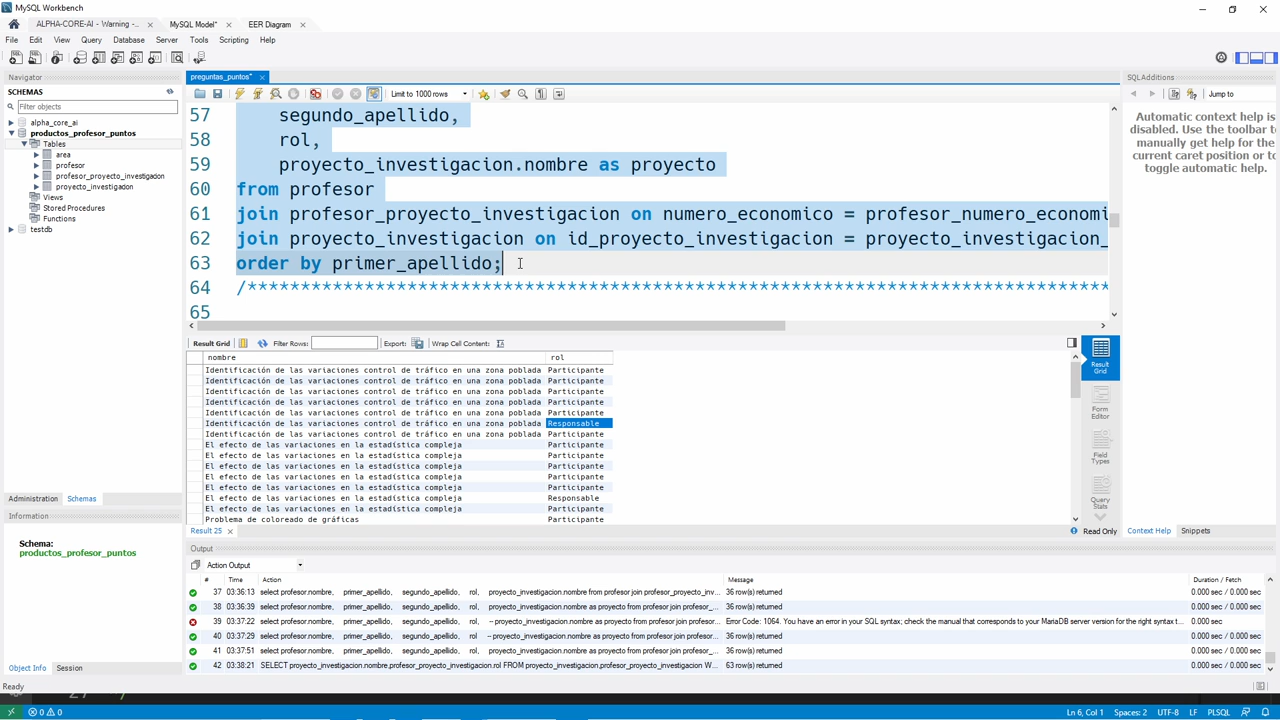 MySQL Workbench
ALPHA-CORE-AI - Warning -...
MySQL Model*
EER Diagram
File Edit View Query Database Server Tools Scripting Help
Navigator
SCHEMAS
Filter objects
alpha_core_ai
productos_profesor_puntos
Tables
area
profesor
profesor_proyecto_investigacion
proyecto_investigacion
Views
Stored Procedures
Functions
testdb
Administration Schemas
Information
Schema:
productos_profesor_puntos
Object Info Session
Ready
preguntas_puntos*
Limit to 1000 rows
57 segundo_apellido,
58 rol,
59 proyecto_investigacion.nombre as proyecto
60 from profesor
61 join profesor_proyecto_investigacion on numero_economico = profesor_numero_economi
62 join proyecto_investigacion on id_proyecto_investigacion = proyecto_investigacion_
63 order by primer_apellido;
64 /*********************************************************************************
65
Result Grid Filter Rows: Export: Wrap Cell Content:
nombre rol
Identificación de las variaciones control de tráfico en una zona poblada Participante
Identificación de las variaciones control de tráfico en una zona poblada Participante
Identificación de las variaciones control de tráfico en una zona poblada Participante
Identificación de las variaciones control de tráfico en una zona poblada Participante
Identificación de las variaciones control de tráfico en una zona poblada Participante
Identificación de las variaciones control de tráfico en una zona poblada Responsable
Identificación de las variaciones control de tráfico en una zona poblada Participante
El efecto de las variaciones en la estadística compleja Participante
El efecto de las variaciones en la estadística compleja Participante
El efecto de las variaciones en la estadística compleja Participante
El efecto de las variaciones en la estadística compleja Participante
El efecto de las variaciones en la estadística compleja Participante
El efecto de las variaciones en la estadística compleja Responsable
El efecto de las variaciones en la estadística compleja Participante
Problema de coloreado de gráficas Participante
Result 25
Read Only
Result Grid
Form Editor
Field Types
Query Stats
SQLAdditions
Jump to
Automatic context help is
disabled. Use the toolbar to
manually get help for the
current caret position or to
toggle automatic help.
Context Help Snippets
Output
Action Output
# Time Action Message Duration / Fetch
37 03:36:13 select profesor.nombre, primer_apellido, segundo_apellido, rol, proyecto_investigacion.nombre from profesor join profesor_proyecto_inv... 36 row(s) returned 0.000 sec / 0.000 sec
38 03:36:39 select profesor.nombre, primer_apellido, segundo_apellido, rol, proyecto_investigacion.nombre as proyecto from profesor join profesor... 36 row(s) returned 0.000 sec / 0.000 sec
39 03:37:22 select profesor.nombre, primer_apellido, segundo_apellido, rol, -- proyecto_investigacion.nombre as proyecto from profesor join profeso... Error Code: 1064. You have an error in your SQL syntax; check the manual that corresponds to your MariaDB server version for the right syntax t... 0.000 sec
40 03:37:29 select profesor.nombre, primer_apellido, segundo_apellido, rol -- proyecto_investigacion.nombre as proyecto from profesor join profeso... 36 row(s) returned 0.000 sec / 0.000 sec
41 03:37:51 select profesor.nombre, primer_apellido, segundo_apellido, rol, proyecto_investigacion.nombre as proyecto from profesor join profesor... 36 row(s) returned 0.000 sec / 0.000 sec
42 03:38:21 SELECT proyecto_investigacion.nombre,profesor_proyecto_investigacion.rol FROM proyecto_investigacion,profesor_proyecto_investigacion W... 63 row(s) returned 0.000 sec / 0.000 sec
0 0
Ln 6, Col 1 Spaces: 2 UTF-8 LF PLSQL